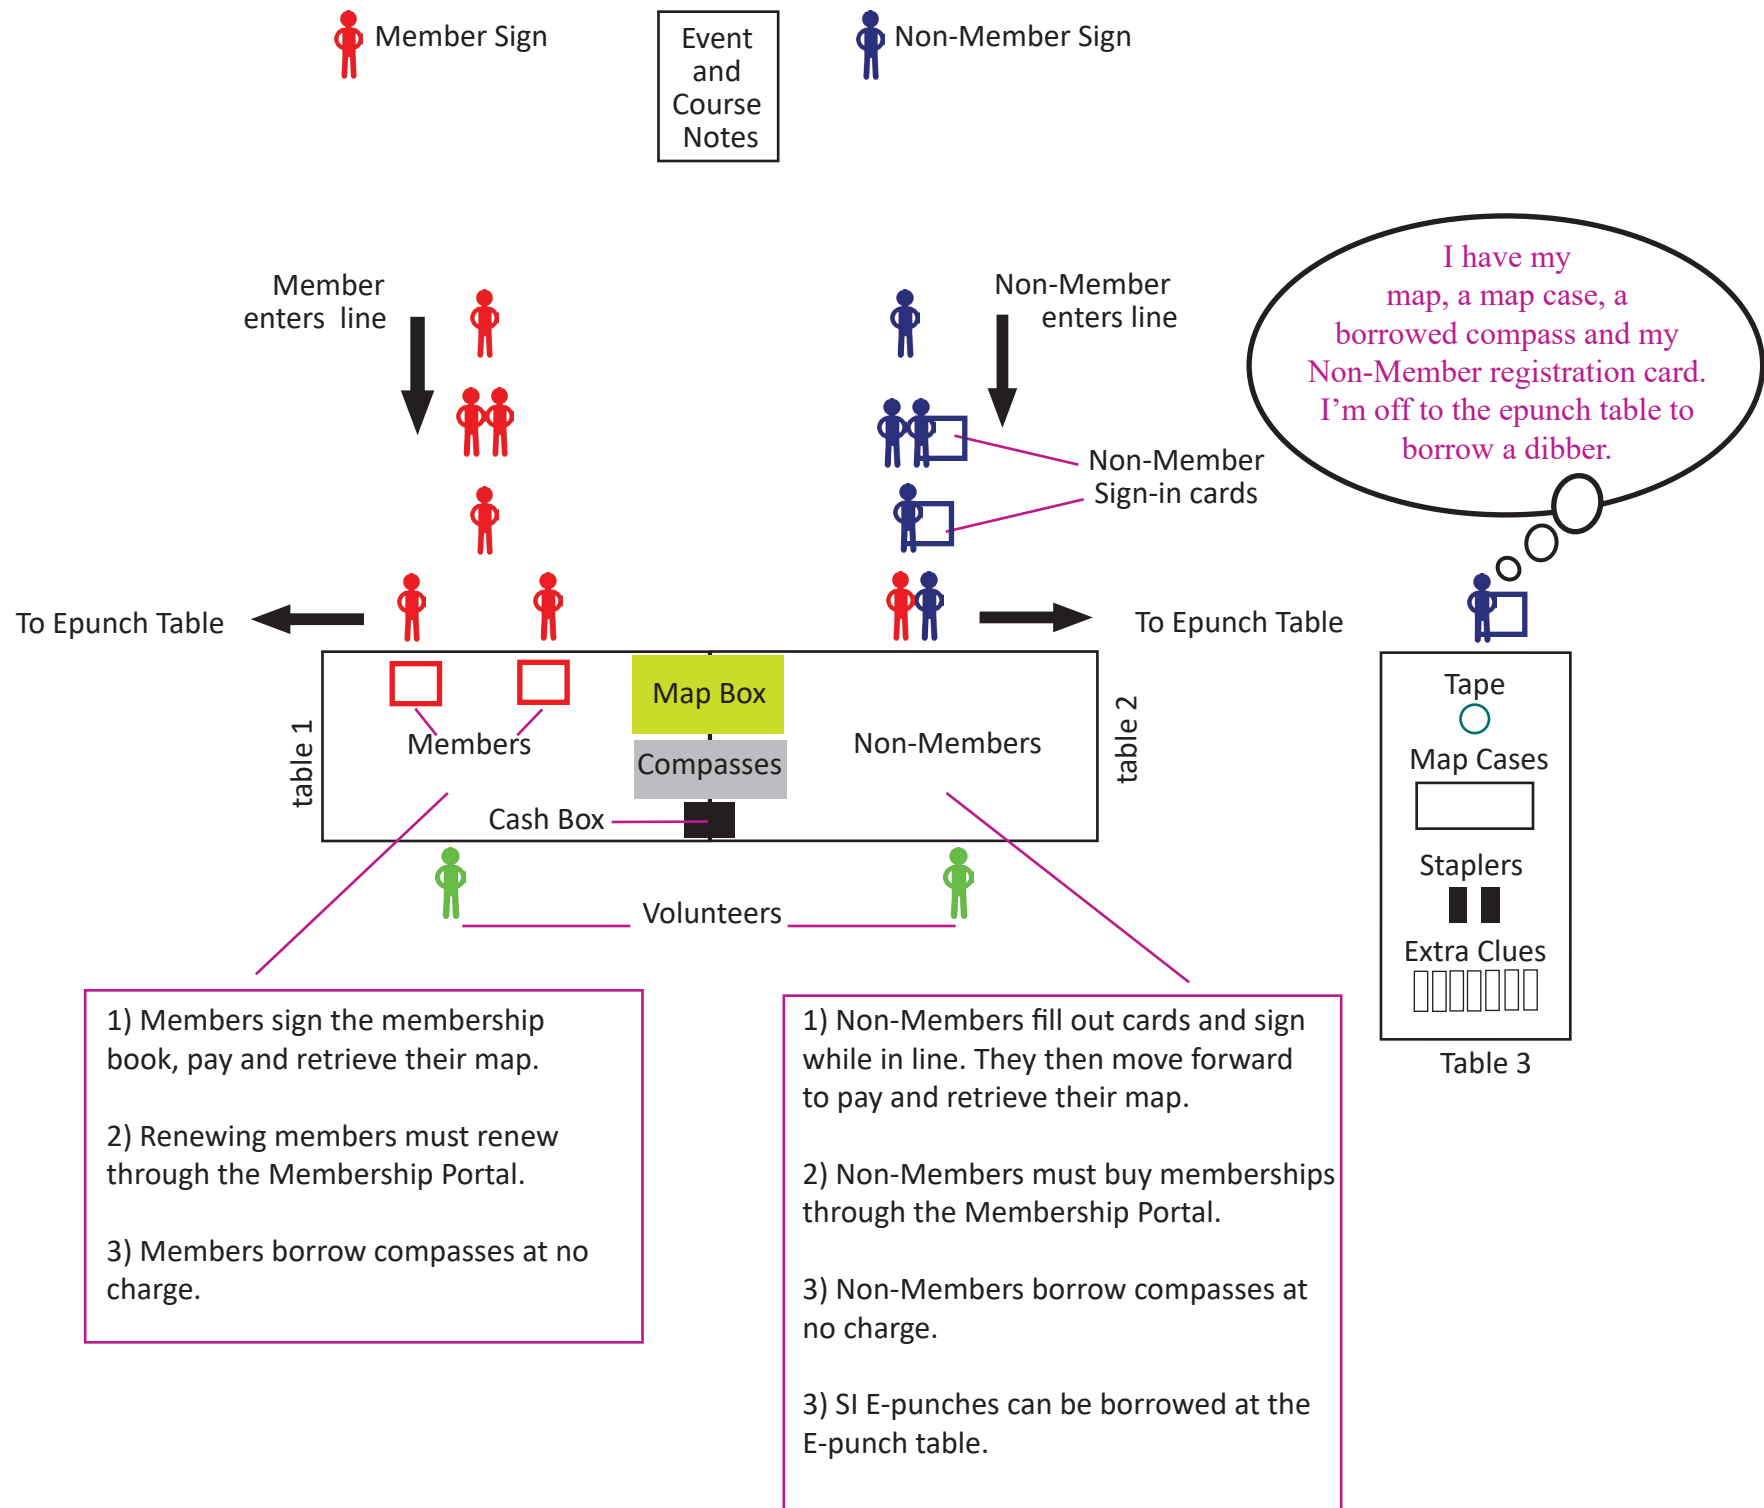 Member Sign
Event
and
Course
Notes
Non-Member Sign
Member
enters line
Non-Member
enters line
I have my
map, a map case, a
borrowed compass and my
Non-Member registration card.
I'm off to the epunch table to
borrow a dibber.
Non-Member
Sign-in cards
To Epunch Table
To Epunch Table
table 1
Members
Map Box
Compasses
Cash Box
Non-Members
table 2
Volunteers
Tape
Map Cases
Staplers
Extra Clues
Table 3
1) Members sign the membership
book, pay and retrieve their map.
2) Renewing members must renew
through the Membership Portal.
3) Members borrow compasses at no
charge.
1) Non-Members fill out cards and sign
while in line. They then move forward
to pay and retrieve their map.
2) Non-Members must buy memberships
through the Membership Portal.
3) Non-Members borrow compasses at
no charge.
3) SI E-punches can be borrowed at the
E-punch table.